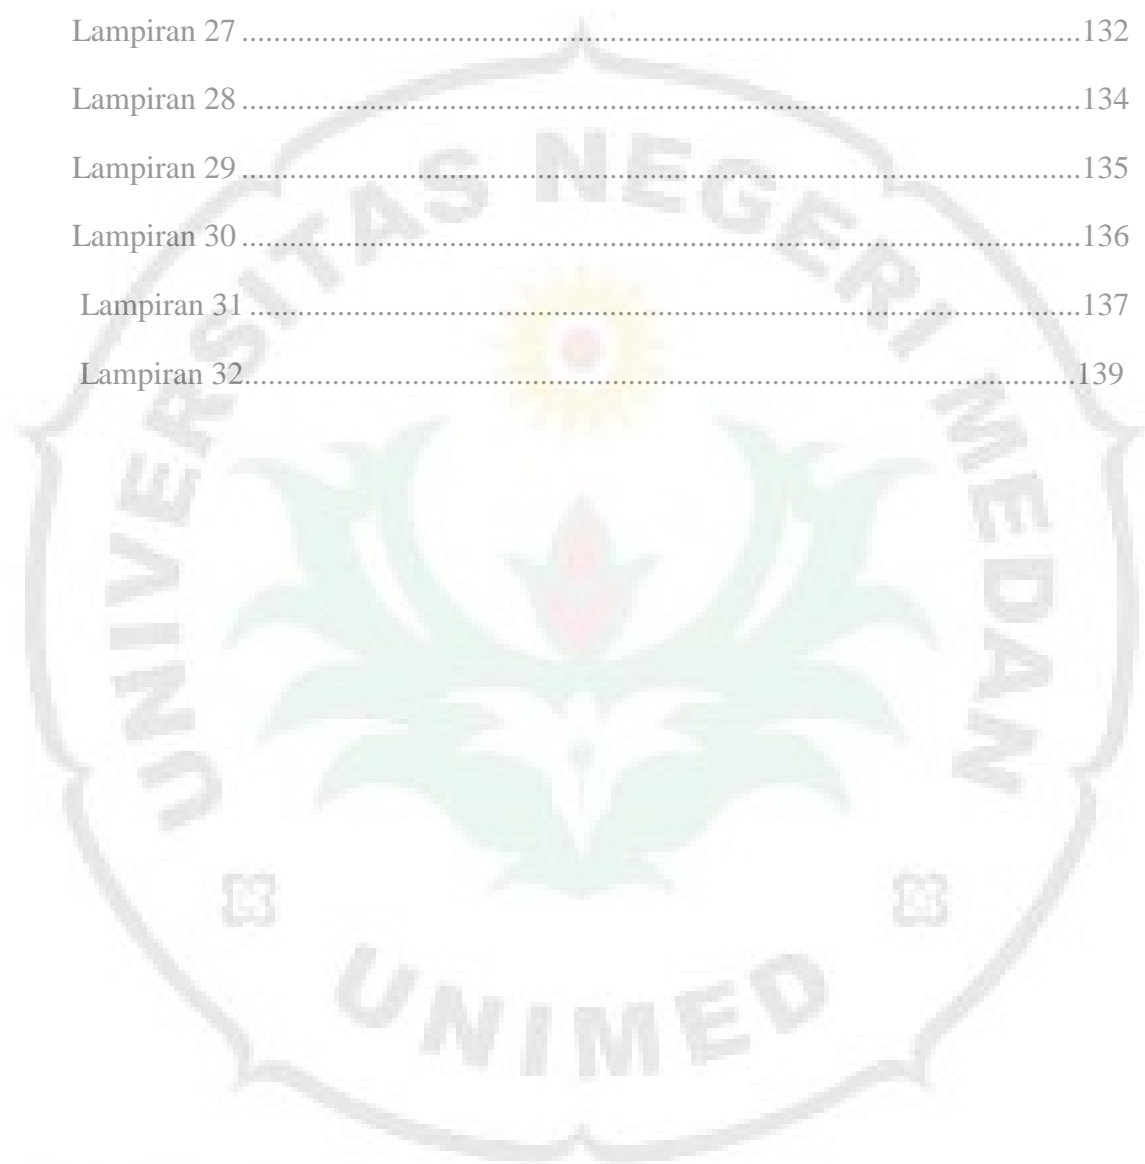 Lampiran 27 ........................................................................................................132
Lampiran 28 ........................................................................................................134
Lampiran 29 ........................................................................................................135
Lampiran 30 ........................................................................................................136
Lampiran 31 .......................................................................................................137
Lampiran 32.......................................................................................................139
UNIVERSITAS NEGERI MEDAN
UNIMED